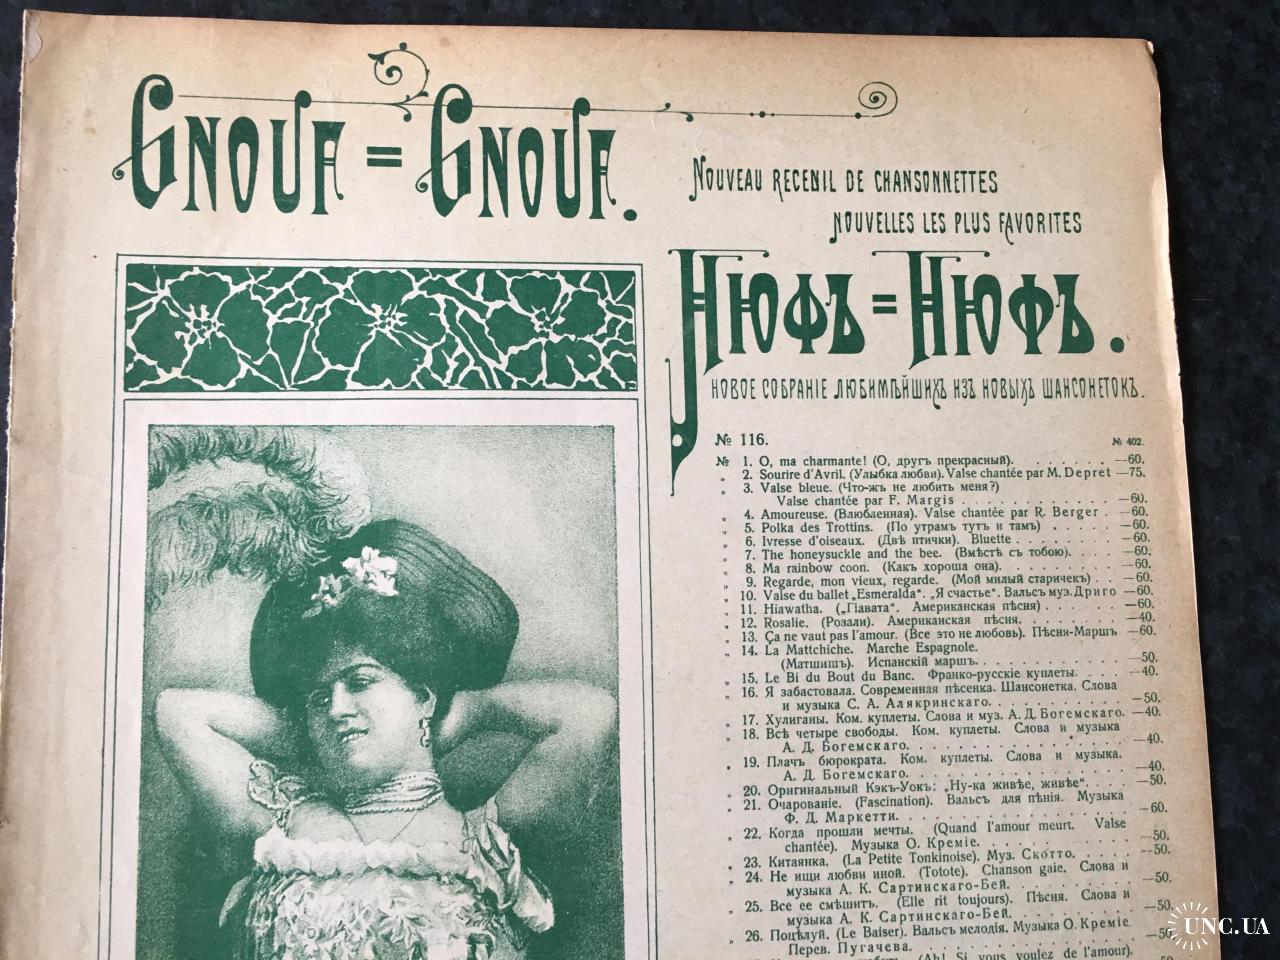 GNOUF = GNOUF.
NOUVEAU RECEUIL DE CHANSONNETTES
NOUVELLES LES PLUS FAVORITES
НЮФЪ = НЮФЪ.
НОВОЕ СОБРАНІЕ ЛЮБИМѢЙШИХЪ ИЗЪ НОВЫХЪ ШАНСОНЕТОКЪ.
№ 116. № 402.
№ 1. O, ma charmante! (О, другъ прекрасный). —60.
„ 2. Sourire d'Avril. (Улыбка любви). Valse chantée par M. Depret —75.
„ 3. Valse bleue. (Что-жъ не любить меня?)
Valse chantée par F. Margis —60.
„ 4. Amoureuse. (Влюбленная). Valse chantée par R. Berger —60.
„ 5. Polka des Trottins. (По утрамъ тутъ и тамъ) —60.
„ 6. Ivresse d'oiseaux. (Двѣ птички). Bluette —60.
„ 7. The honeysuckle and the bee. (Вмѣстѣ съ тобою). —60.
„ 8. Ma rainbow coon. (Какъ хороша она). —60.
„ 9. Regarde, mon vieux, regarde. (Мой милый старичекъ) —60.
„ 10. Valse du ballet „Esmeralda“. „Я счастье“. Вальсъ муз. Дриго —60.
„ 11. Hiawatha. („Гіавата“. Американская пѣсня) —60.
„ 12. Rosalie. (Розали). Американская пѣсня. —40.
„ 13. Ça ne vaut pas l'amour. (Все это не любовь). Пѣсня-Маршъ —60.
„ 14. La Mattchiche. Marche Espagnole.
(Матшишъ). Испанскій маршъ. —50.
„ 15. Le Bi du Bout du Banc. Франко-русскіе куплеты. —40.
„ 16. Я забастовала. Современная пѣсенка. Шансонетка. Слова
и музыка С. А. Алякринскаго. —50.
„ 17. Хулиганы. Ком. куплеты. Слова и муз. А. Д. Богемскаго. —40.
„ 18. Всѣ четыре свободы. Ком. куплеты. Слова и музыка
А. Д. Богемскаго. —40.
„ 19. Плачъ бюрократа. Ком. куплеты. Слова и музыка.
А. Д. Богемскаго. —40.
„ 20. Оригинальный Кэкъ-Уокъ: „Ну-ка живѣе, живѣе“. —50.
„ 21. Очарованіе. (Fascination). Вальсъ для пѣнія. Музыка
Ф. Д. Маркетти. —60.
„ 22. Когда прошли мечты. (Quand l'amour meurt. Valse
chantée). Музыка О. Креміе. —50.
„ 23. Китаянка. (La Petite Tonkinoise). Муз. Скотто. —50.
„ 24. Не ищи любви иной. (Totote). Chanson gaie. Слова и
музыка А. К. Сартинскаго-Бей. —50.
„ 25. Все ее смѣшитъ. (Elle rit toujours). Пѣсня. Слова и
музыка А. К. Сартинскаго-Бей. —50.
„ 26. Поцѣлуй. (Le Baiser). Вальсъ мелодія. Музыка О. Креміе.
Перев. Пугачева. —50
(Ah! Si vous voulez de l'amour).
UNC.UA